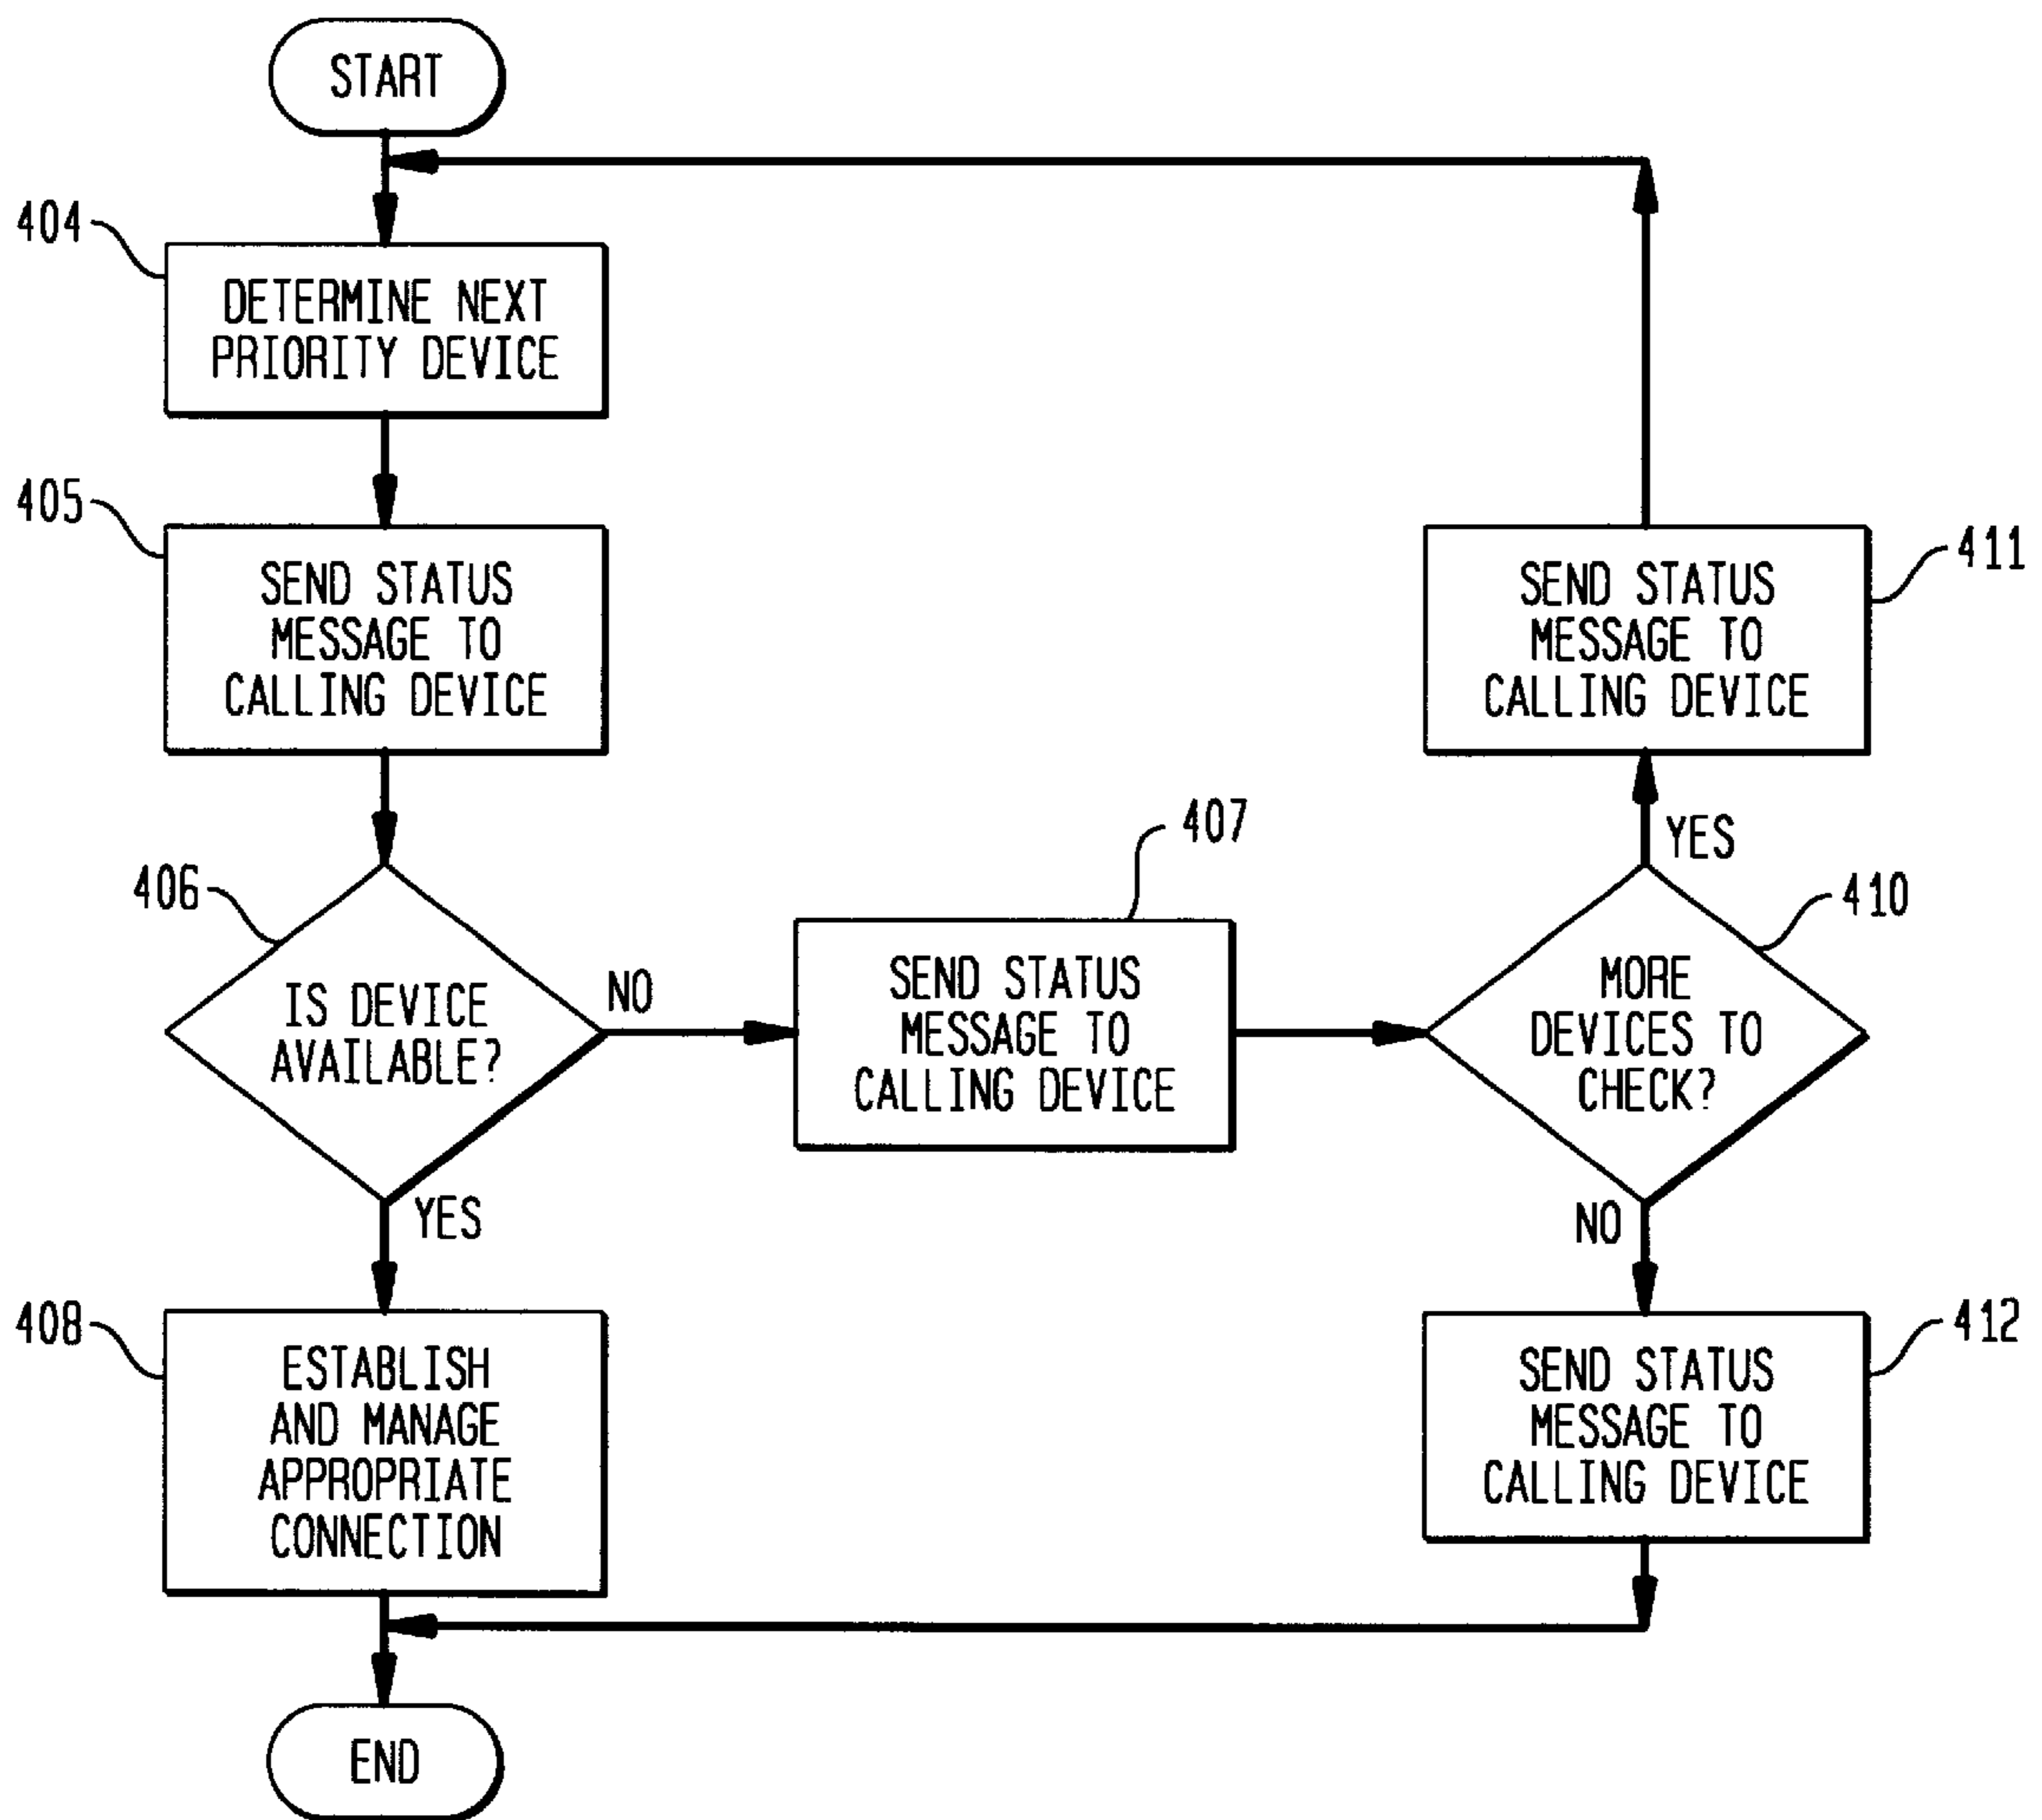 START
404
DETERMINE NEXT
PRIORITY DEVICE
405
SEND STATUS
MESSAGE TO
CALLING DEVICE
406
IS DEVICE
AVAILABLE?
NO
YES
407
SEND STATUS
MESSAGE TO
CALLING DEVICE
410
MORE
DEVICES TO
CHECK?
YES
NO
411
SEND STATUS
MESSAGE TO
CALLING DEVICE
408
ESTABLISH
AND MANAGE
APPROPRIATE
CONNECTION
412
SEND STATUS
MESSAGE TO
CALLING DEVICE
END